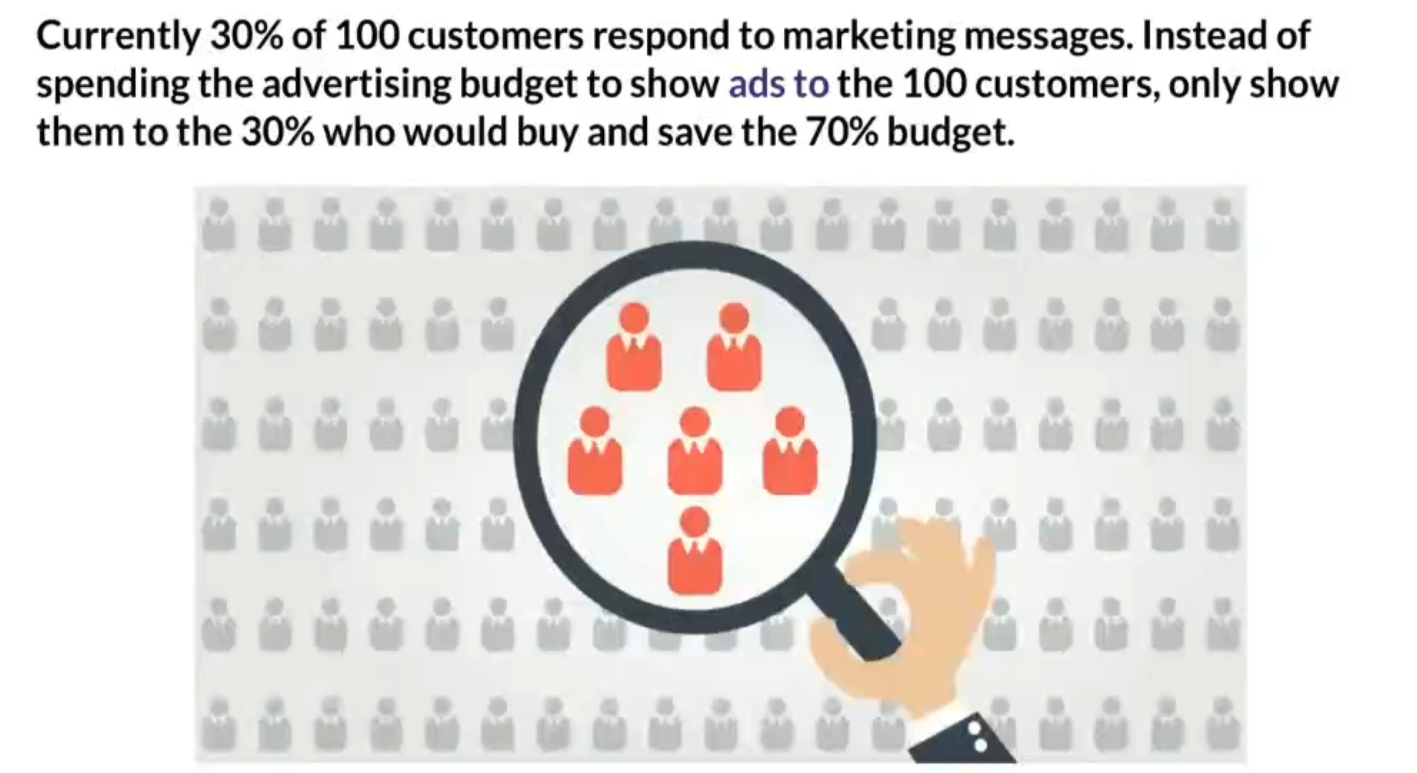 Currently 30% of 100 customers respond to marketing messages. Instead of
spending the advertising budget to show ads to the 100 customers, only show
them to the 30% who would buy and save the 70% budget.